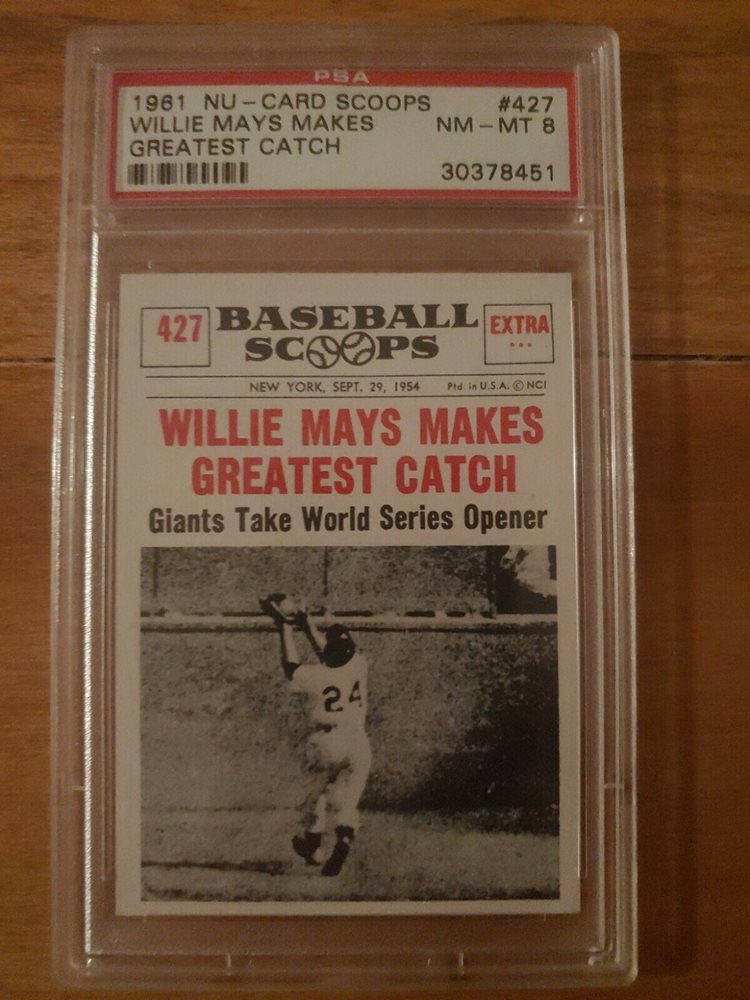 PSA
1961 NU-CARD SCOOPS #427
WILLIE MAYS MAKES NM-MT 8
GREATEST CATCH
30378451
427 BASEBALL SCOOPS EXTRA
NEW YORK, SEPT. 29, 1954 Ptd. in U.S.A. © NCI
WILLIE MAYS MAKES
GREATEST CATCH
Giants Take World Series Opener
24